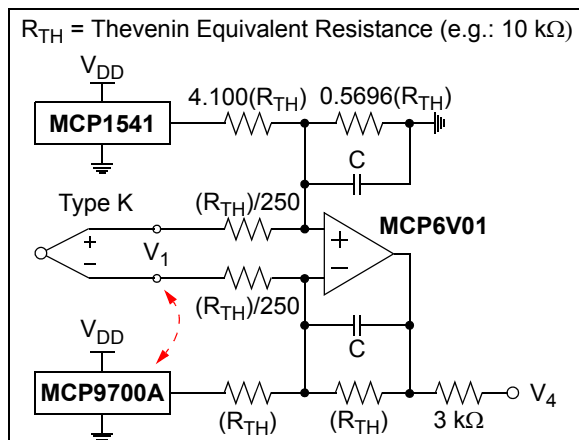 R_TH = Thevenin Equivalent Resistance (e.g.: 10 kΩ)
V_DD
4.100(R_TH) 0.5696(R_TH)
MCP1541
C
Type K (R_TH)/250
MCP6V01
+ V_1 +
− −
(R_TH)/250
V_DD
C
MCP9700A
V_4
(R_TH) (R_TH) 3 kΩ